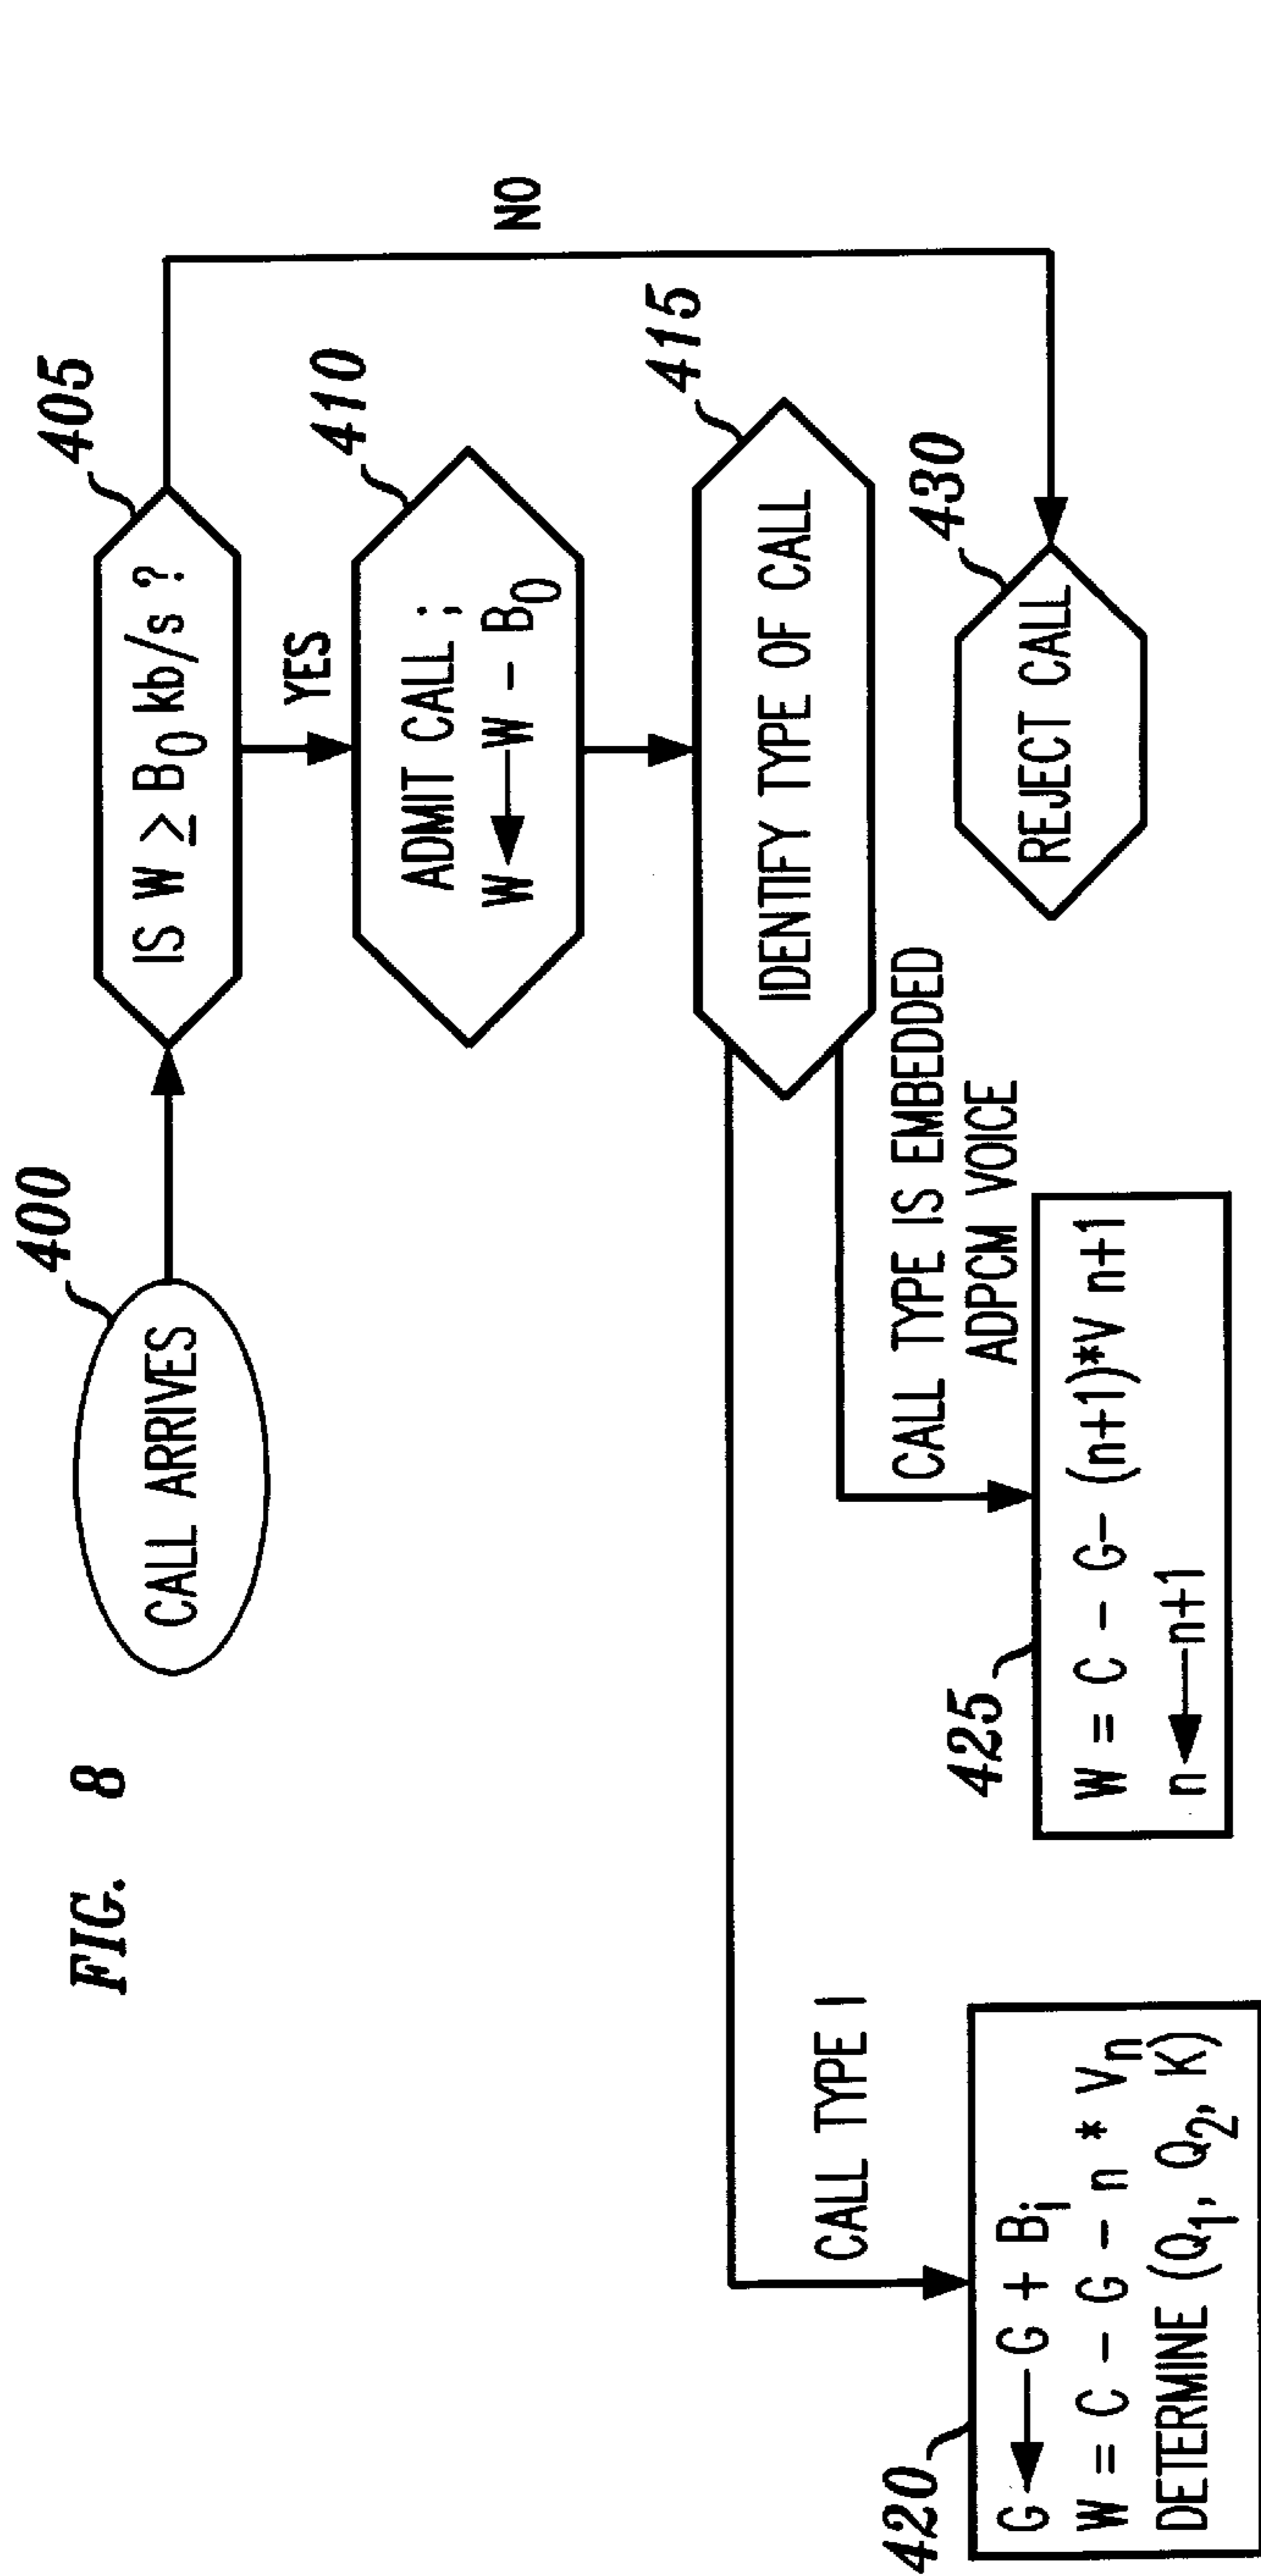 FIG. 8
400
CALL ARRIVES
405
IS W ≥ B0 kb/s ?
YES
NO
410
ADMIT CALL ;
W ← W - B0
415
IDENTIFY TYPE OF CALL
CALL TYPE I
CALL TYPE IS EMBEDDED
ADPCM VOICE
420
G ← G + Bi
W = C - G - n * Vn
DETERMINE (Q1, Q2, K)
425
W = C - G- (n+1)*V n+1
n ← n+1
430
REJECT CALL